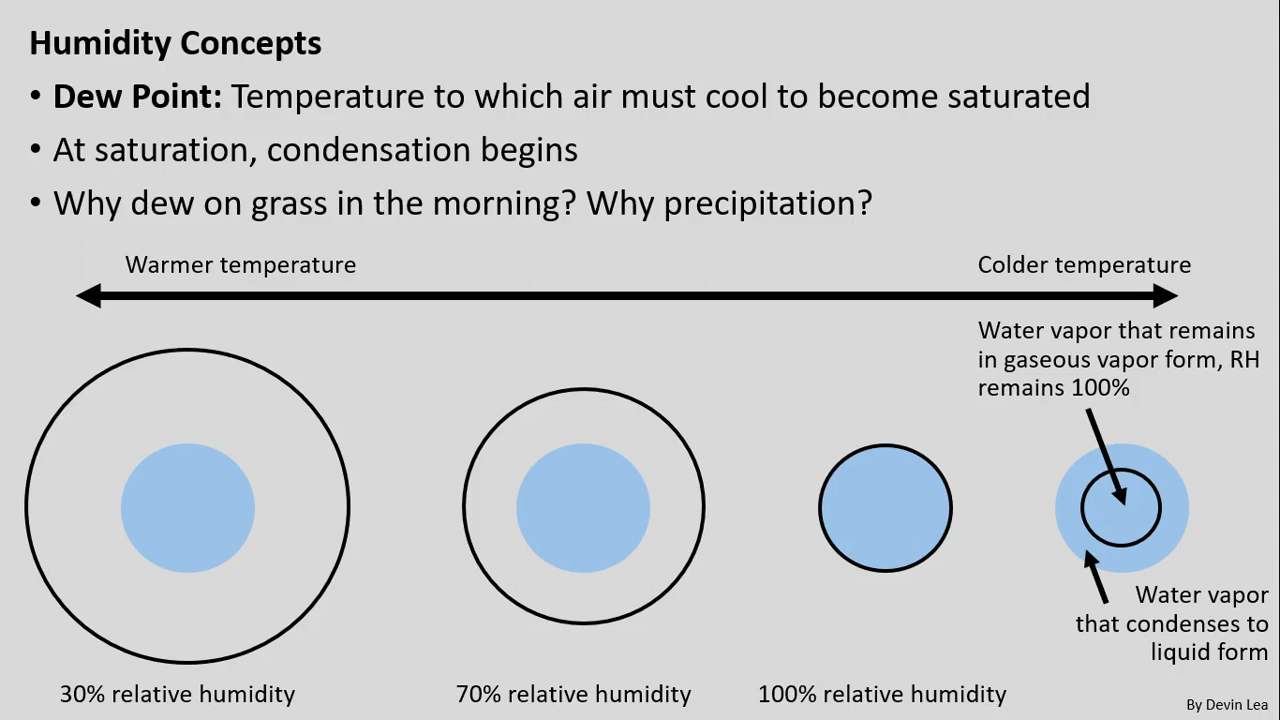 Humidity Concepts
• Dew Point: Temperature to which air must cool to become saturated
• At saturation, condensation begins
• Why dew on grass in the morning? Why precipitation?
Warmer temperature
Colder temperature
Water vapor that remains
in gaseous vapor form, RH
remains 100%
Water vapor
that condenses to
liquid form
30% relative humidity
70% relative humidity
100% relative humidity
By Devin Lea